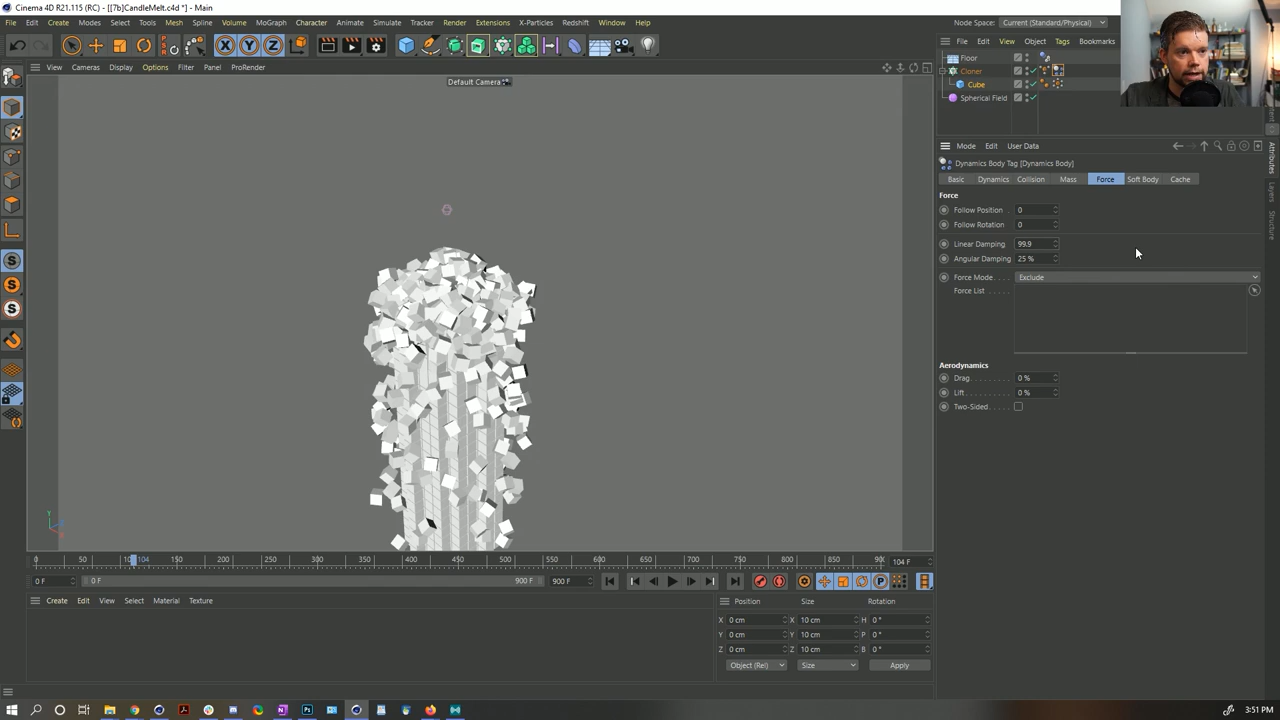 Cinema 4D R21.115 (RC) - [[7b]CandleMelt.c4d *] - Main
File Edit Create Modes Select Tools Mesh Spline Volume MoGraph Character Animate Simulate Tracker Render Extensions X-Particles Redshift Window Help
Node Space: Current (Standard/Physical)
File Edit View Object Tags Bookmarks
View Cameras Display Options Filter Panel ProRender
Default Camera
Floor
Cloner
Cube
Spherical Field
Mode Edit User Data
Dynamics Body Tag [Dynamics Body]
Basic Dynamics Collision Mass Force Soft Body Cache
Force
Follow Position 0
Follow Rotation 0
Linear Damping 99.9
Angular Damping 25 %
Force Mode Exclude
Force List
Aerodynamics
Drag 0 %
Lift 0 %
Two-Sided
Attributes
Layers
Structure
0 50 104 150 200 250 300 350 400 450 500 550 600 650 700 750 800 850 104 F
0 F 0 F 900 F 900 F
Create Edit View Select Material Texture
Position Size Rotation
X 0 cm X 10 cm H 0 °
Y 0 cm Y 10 cm P 0 °
Z 0 cm Z 10 cm B 0 °
Object (Rel) Size Apply
3:51 PM